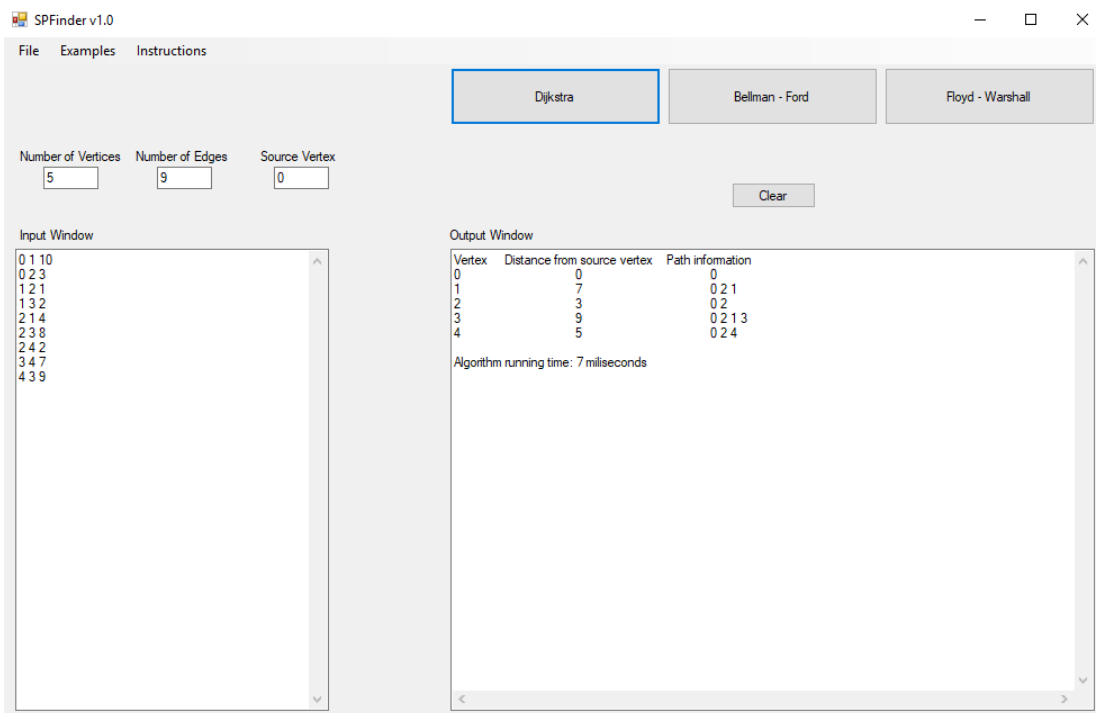 SPFinder v1.0
File Examples Instructions
Dijkstra Bellman - Ford Floyd - Warshall
Number of Vertices Number of Edges Source Vertex
5 9 0
Clear
Input Window
0 1 10
0 2 3
1 2 1
1 3 2
2 1 4
2 3 8
2 4 2
3 4 7
4 3 9
Output Window
Vertex Distance from source vertex Path information
0 0 0
1 7 0 2 1
2 3 0 2
3 9 0 2 1 3
4 5 0 2 4
Algorithm running time: 7 miliseconds